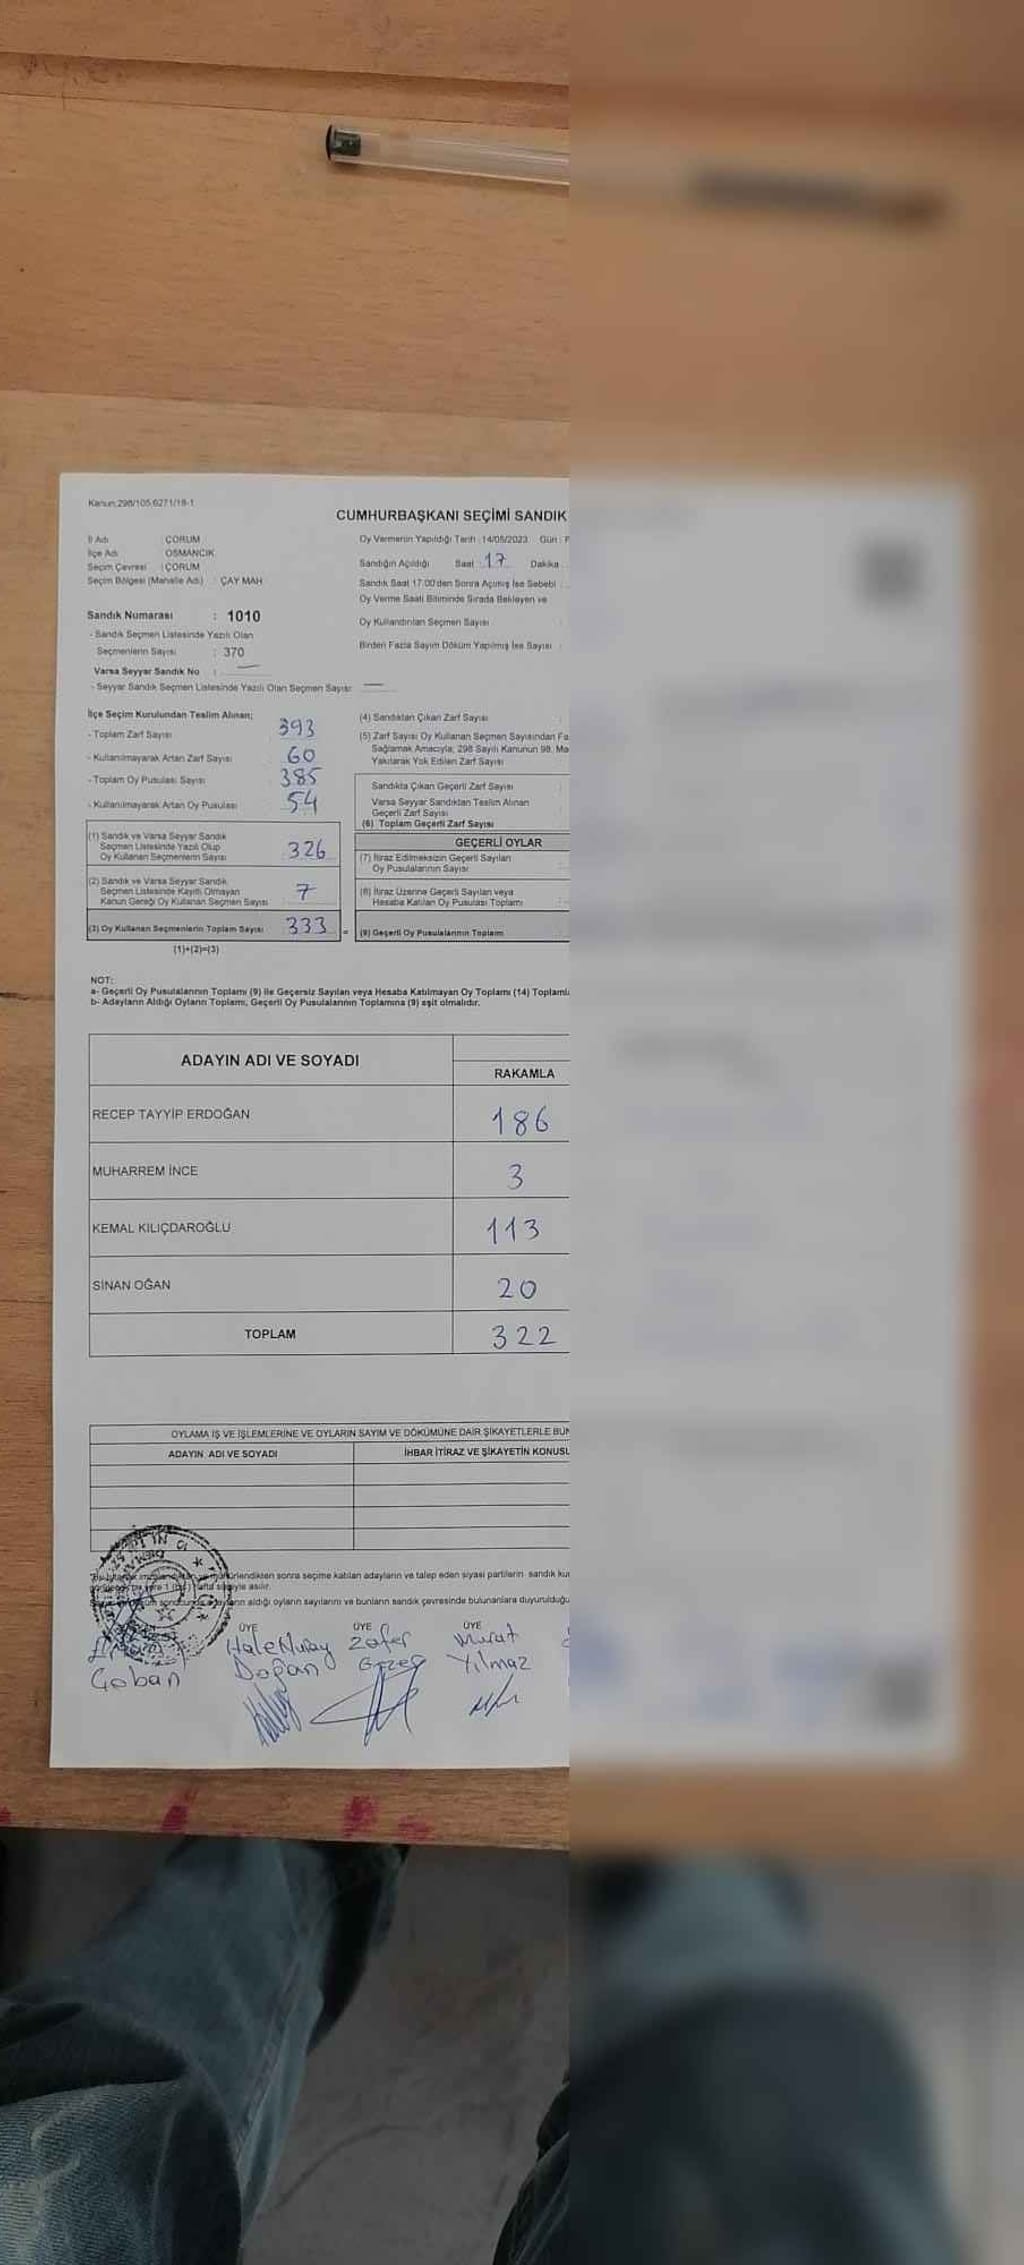 Kanun:298/105,6271/18-1
CUMHURBAŞKANI SEÇİMİ SANDIK
İl Adı : ÇORUM
İlçe Adı : OSMANCIK
Seçim Çevresi : ÇORUM
Seçim Bölgesi (Mahalle Adı) : ÇAY MAH
Oy Vermenin Yapıldığı Tarih : 14/05/2023 Gün :
Sandığın Açıldığı Saat : 17 Dakika
Sandık Saat 17:00'den Sonra Açılmış İse Sebebi :
Oy Verme Saati Bitiminde Sırada Bekleyen ve
Oy Kullandırılan Seçmen Sayısı
Birden Fazla Sayım Döküm Yapılmış İse Sayısı :
Sandık Numarası : 1010
- Sandık Seçmen Listesinde Yazılı Olan
Seçmenlerin Sayısı : 370
Varsa Seyyar Sandık No : —
- Seyyar Sandık Seçmen Listesinde Yazılı Olan Seçmen Sayısı: —
İlçe Seçim Kurulundan Teslim Alınan;
- Toplam Zarf Sayısı 393
- Kullanılmayarak Artan Zarf Sayısı 60
- Toplam Oy Pusulası Sayısı 385
- Kullanılmayarak Artan Oy Pusulası 54
(1) Sandık ve Varsa Seyyar Sandık
Seçmen Listesinde Yazılı Olup
Oy Kullanan Seçmenlerin Sayısı 326
(2) Sandık ve Varsa Seyyar Sandık
Seçmen Listesinde Kayıtlı Olmayan
Kanun Gereği Oy Kullanan Seçmen Sayısı 7
(3) Oy Kullanan Seçmenlerin Toplam Sayısı 333 =
(1)+(2)=(3)
(4) Sandıktan Çıkan Zarf Sayısı
(5) Zarf Sayısı Oy Kullanan Seçmen Sayısından Fa
Sağlamak Amacıyla; 298 Sayılı Kanunun 98. Ma
Yakılarak Yok Edilen Zarf Sayısı
Sandıkta Çıkan Geçerli Zarf Sayısı
Varsa Seyyar Sandıktan Teslim Alınan
Geçerli Zarf Sayısı
(6) Toplam Geçerli Zarf Sayısı
GEÇERLİ OYLAR
(7) İtiraz Edilmeksizin Geçerli Sayılan
Oy Pusulalarının Sayısı
(8) İtiraz Üzerine Geçerli Sayılan veya
Hesaba Katılan Oy Pusulası Toplamı
(9) Geçerli Oy Pusulalarının Toplamı
NOT:
a- Geçerli Oy Pusulalarının Toplamı (9) ile Geçersiz Sayılan veya Hesaba Katılmayan Oy Toplamı (14) Toplamı
b- Adayların Aldığı Oyların Toplamı, Geçerli Oy Pusulalarının Toplamına (9) eşit olmalıdır.
ADAYIN ADI VE SOYADI
RAKAMLA
RECEP TAYYİP ERDOĞAN 186
MUHARREM İNCE 3
KEMAL KILIÇDAROĞLU 113
SİNAN OĞAN 20
TOPLAM 322
OYLAMA İŞ VE İŞLEMLERİNE VE OYLARIN SAYIM VE DÖKÜMÜNE DAİR ŞİKAYETLERLE BUN
ADAYIN ADI VE SOYADI İHBAR İTİRAZ VE ŞİKAYETİN KONUSU
mühürlendikten sonra seçime katılan adayların ve talep eden siyasi partilerin sandık ku
süreyle asılır.
aldığı oyların sayılarını ve bunların sandık çevresinde bulunanlara duyurulduğu
ÜYE ÜYE ÜYE
Hale Nuray Zafer Murat
Çoban Doğan Yılmaz